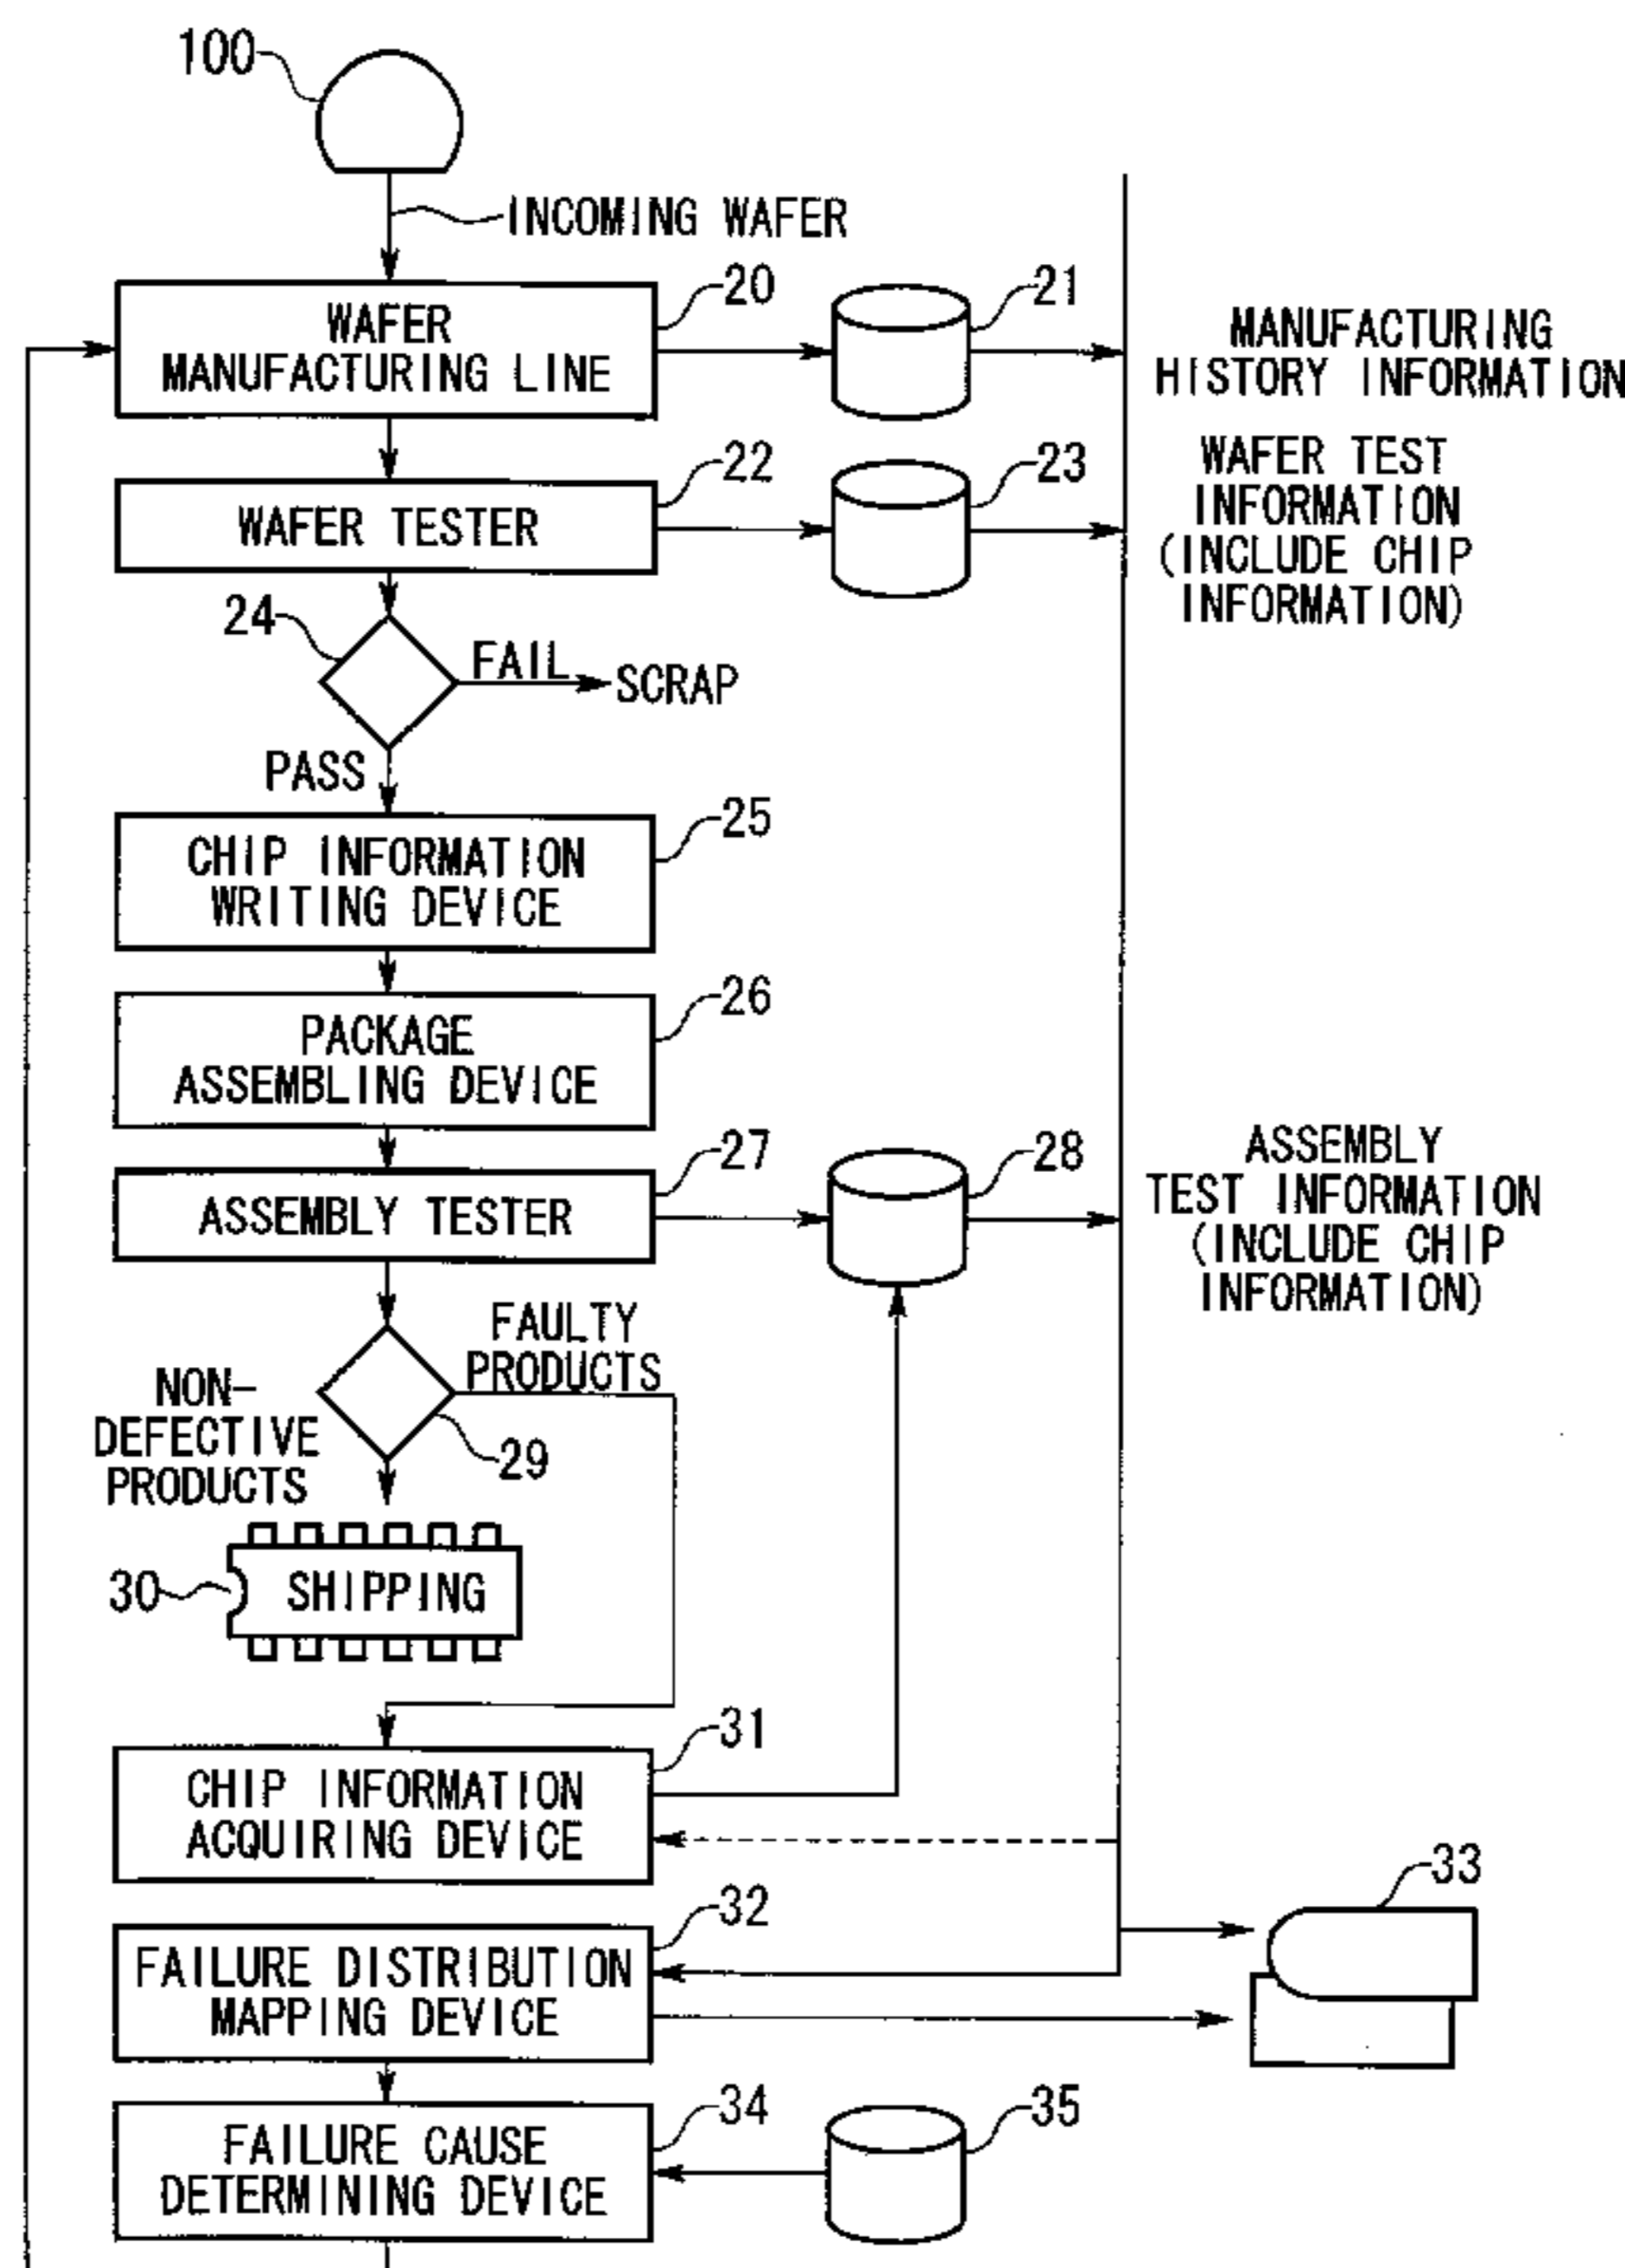 100
INCOMING WAFER
WAFER
MANUFACTURING LINE
20
21
MANUFACTURING
HISTORY INFORMATION
WAFER TESTER
22
23
WAFER TEST
INFORMATION
(INCLUDE CHIP
INFORMATION)
24
FAIL
SCRAP
PASS
CHIP INFORMATION
WRITING DEVICE
25
PACKAGE
ASSEMBLING DEVICE
26
ASSEMBLY TESTER
27
28
ASSEMBLY
TEST INFORMATION
(INCLUDE CHIP
INFORMATION)
FAULTY
PRODUCTS
NON-
DEFECTIVE
PRODUCTS
29
30
SHIPPING
CHIP INFORMATION
ACQUIRING DEVICE
31
FAILURE DISTRIBUTION
MAPPING DEVICE
32
33
FAILURE CAUSE
DETERMINING DEVICE
34
35